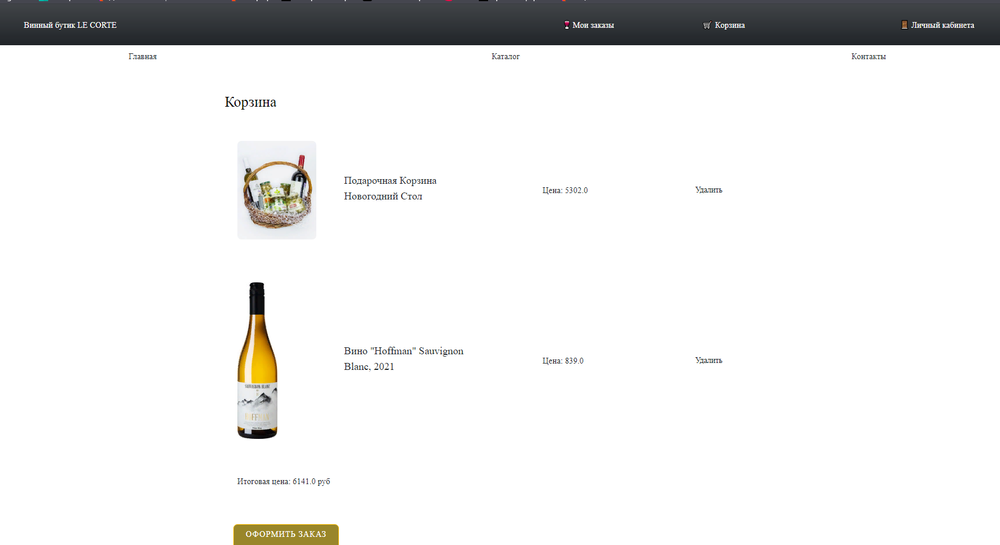 Винный бутик LE CORTE
Мои заказы
Корзина
Личный кабинета
Главная
Каталог
Контакты
Корзина
Подарочная Корзина
Новогодний Стол
Цена: 5302.0
Удалить
SAUVIGNON BLANC
HOFFMAN
Вино "Hoffman" Sauvignon
Blanc, 2021
Цена: 839.0
Удалить
Итоговая цена: 6141.0 руб
ОФОРМИТЬ ЗАКАЗ